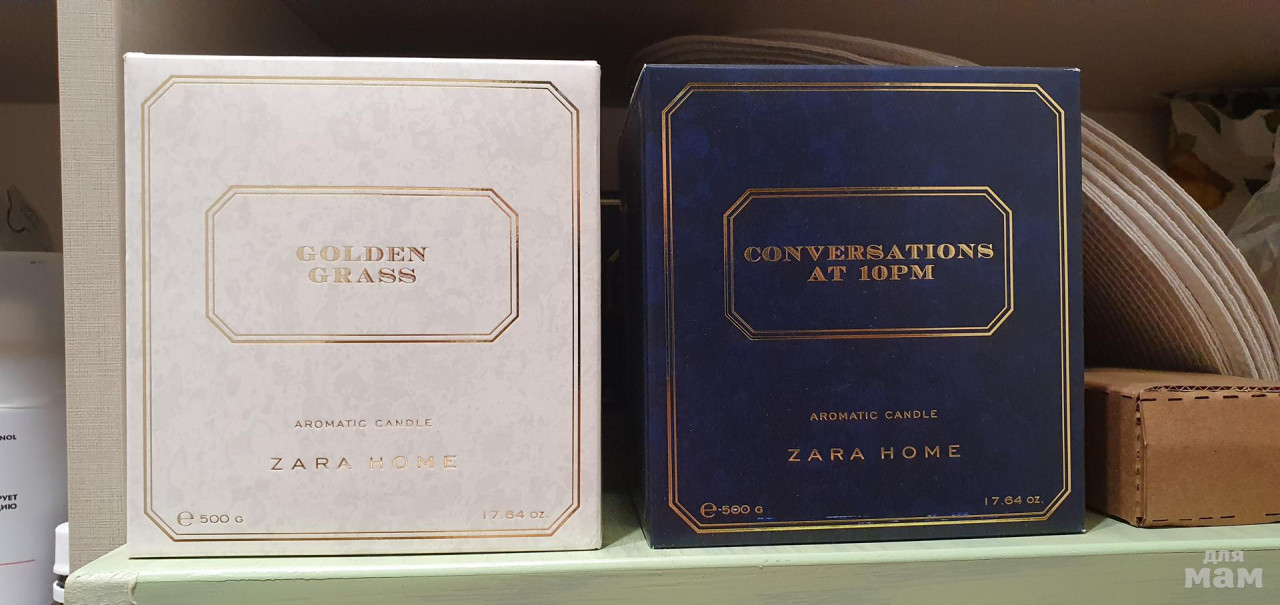 GOLDEN
GRASS
AROMATIC CANDLE
ZARA HOME
℮ 500 G
17.64 OZ.
CONVERSATIONS
AT 10PM
AROMATIC CANDLE
ZARA HOME
℮ 500 G
17.64 OZ.
для
мам